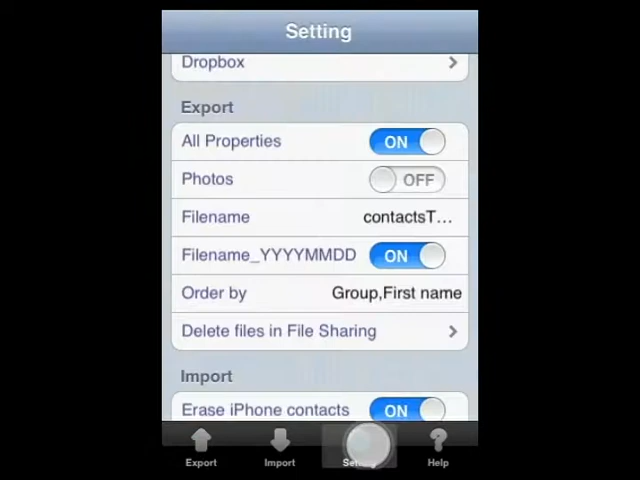 Setting
Dropbox
Export
All Properties ON
Photos OFF
Filename contactsT...
Filename_YYYYMMDD ON
Order by Group,First name
Delete files in File Sharing
Import
Erase iPhone contacts ON
Export Import Setting Help